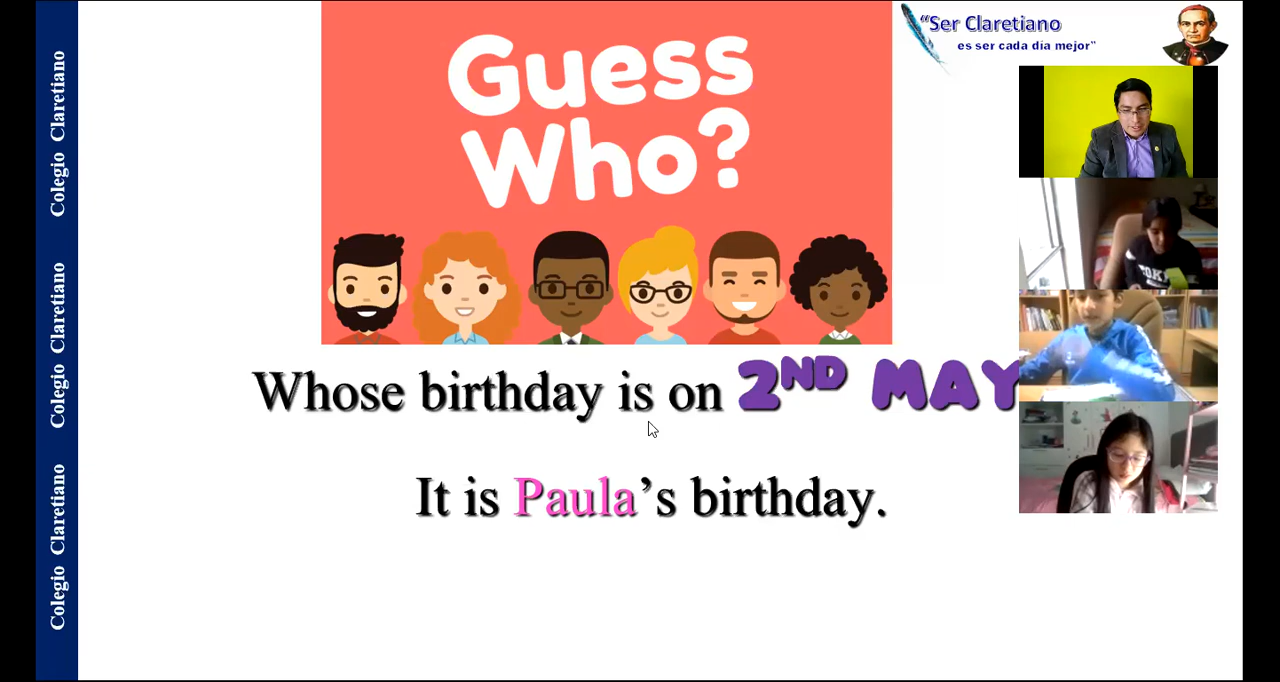 Guess
Who?
“Ser Claretiano
es ser cada día mejor”
Colegio Claretiano
Colegio Claretiano
Colegio Claretiano
Whose birthday is on 2ND MAY
It is Paula’s birthday.